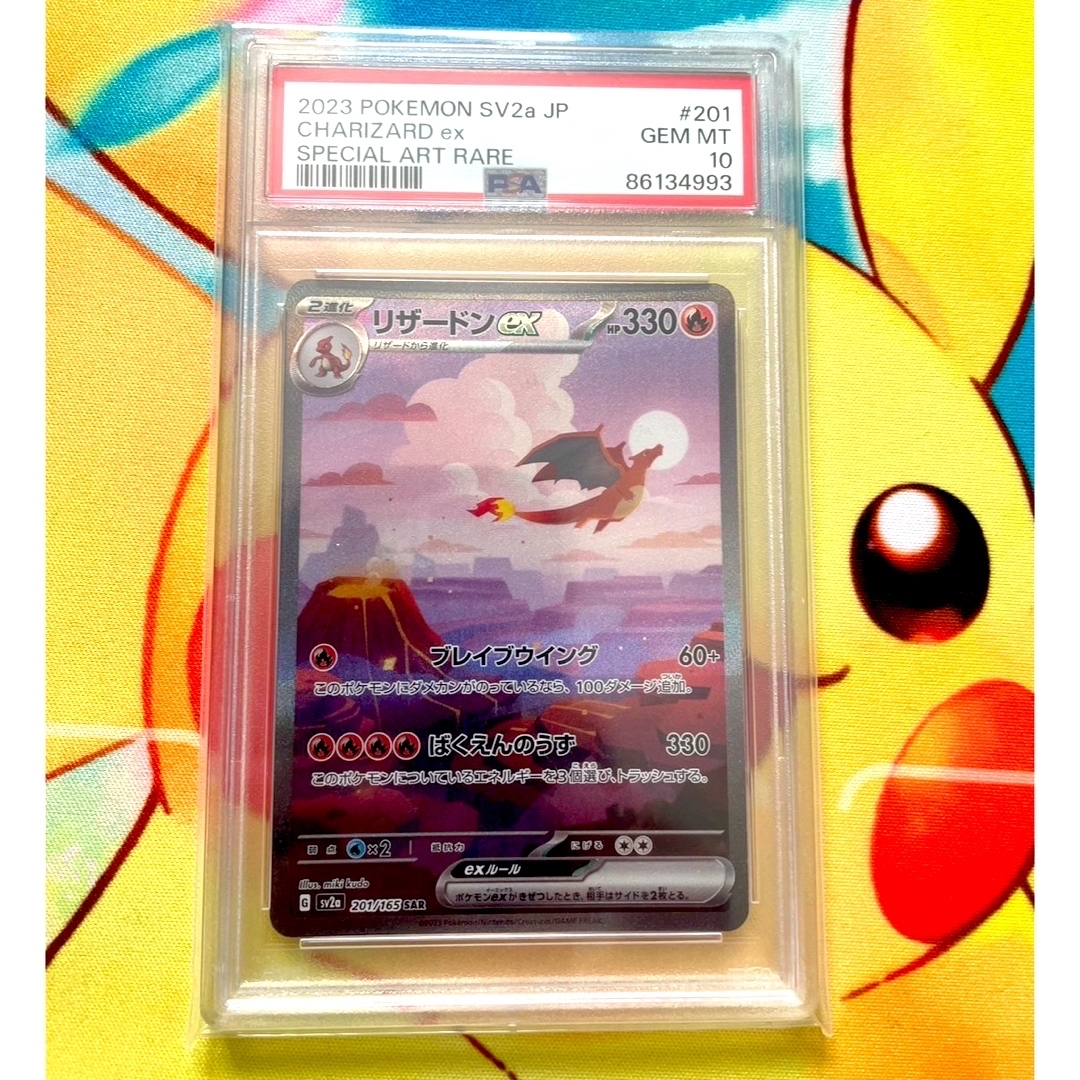 2023 POKEMON SV2a JP #201
CHARIZARD ex GEM MT
SPECIAL ART RARE 10
PSA 86134993
2進化 リザードンex HP330
リザードから進化
ブレイブウイング 60+
このポケモンにダメカンがのっているなら、100ダメージ追加。
ばくえんのうず 330
このポケモンについているエネルギーを3個選び、トラッシュする。
弱点 ×2 抵抗力 にげる
exルール
ポケモンexがきぜつしたとき、相手はサイドを2枚とる。
Illus. miki kudo
G sv2a 201/165 SAR
©2023 Pokémon/Nintendo/Creatures/GAME FREAK.